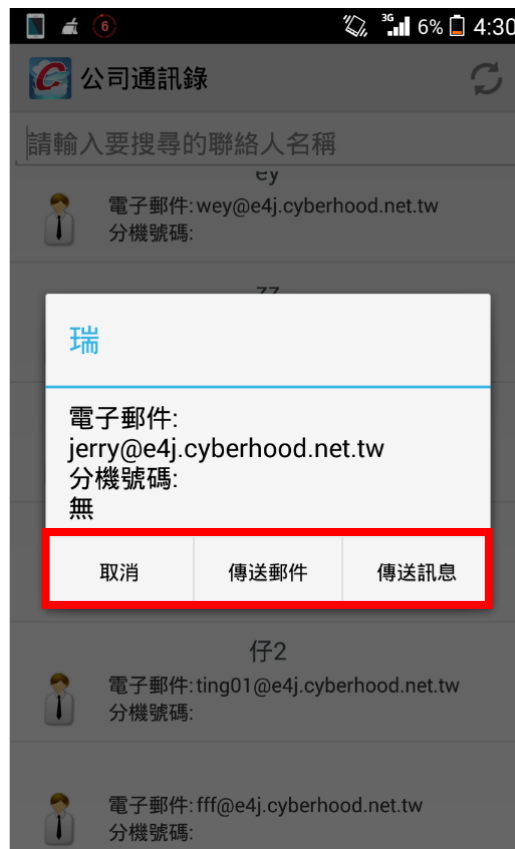 6
3G 6% 4:30
公司通訊錄
請輸入要搜尋的聯絡人名稱
ey
電子郵件: wey@e4j.cyberhood.net.tw
分機號碼:
瑞
電子郵件:
jerry@e4j.cyberhood.net.tw
分機號碼:
無
取消 傳送郵件 傳送訊息
仔2
電子郵件: ting01@e4j.cyberhood.net.tw
分機號碼:
電子郵件: fff@e4j.cyberhood.net.tw
分機號碼: